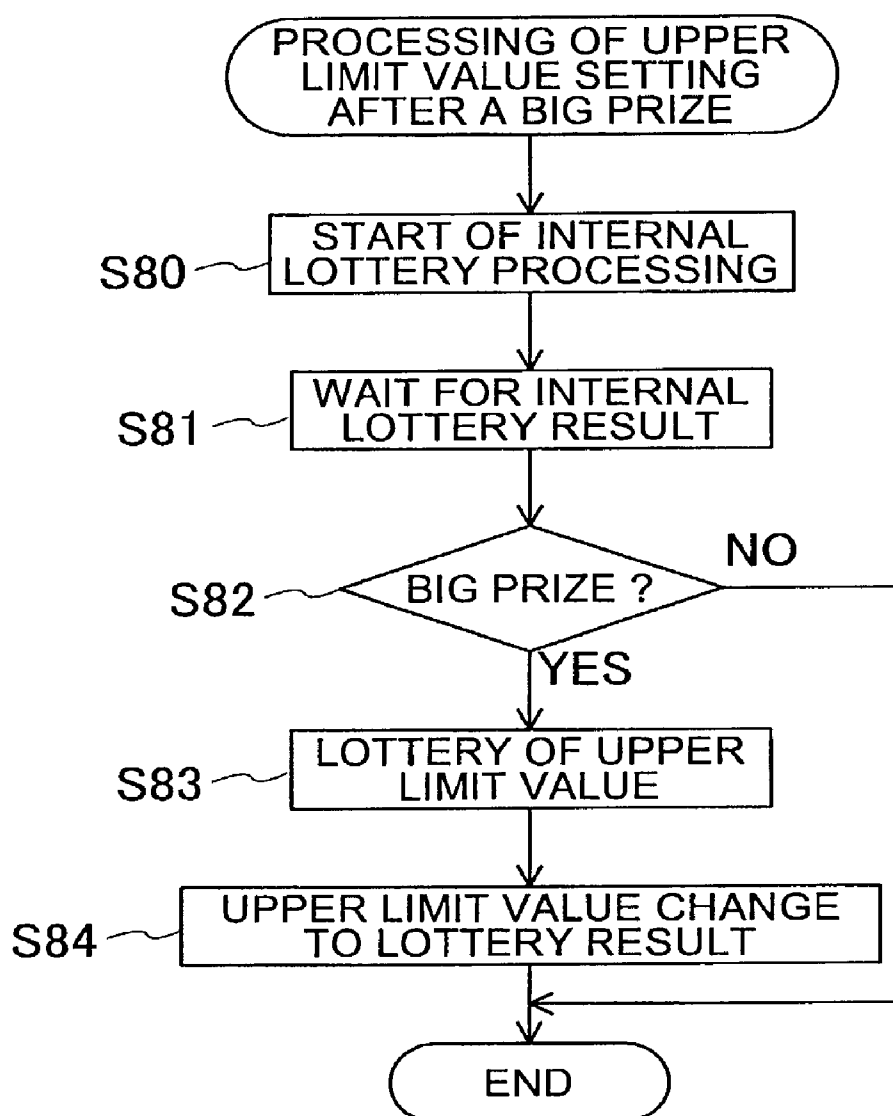 PROCESSING OF UPPER
LIMIT VALUE SETTING
AFTER A BIG PRIZE
START OF INTERNAL
LOTTERY PROCESSING
S80
WAIT FOR INTERNAL
LOTTERY RESULT
S81
NO
BIG PRIZE ?
S82
YES
LOTTERY OF UPPER
LIMIT VALUE
S83
UPPER LIMIT VALUE CHANGE
TO LOTTERY RESULT
S84
END